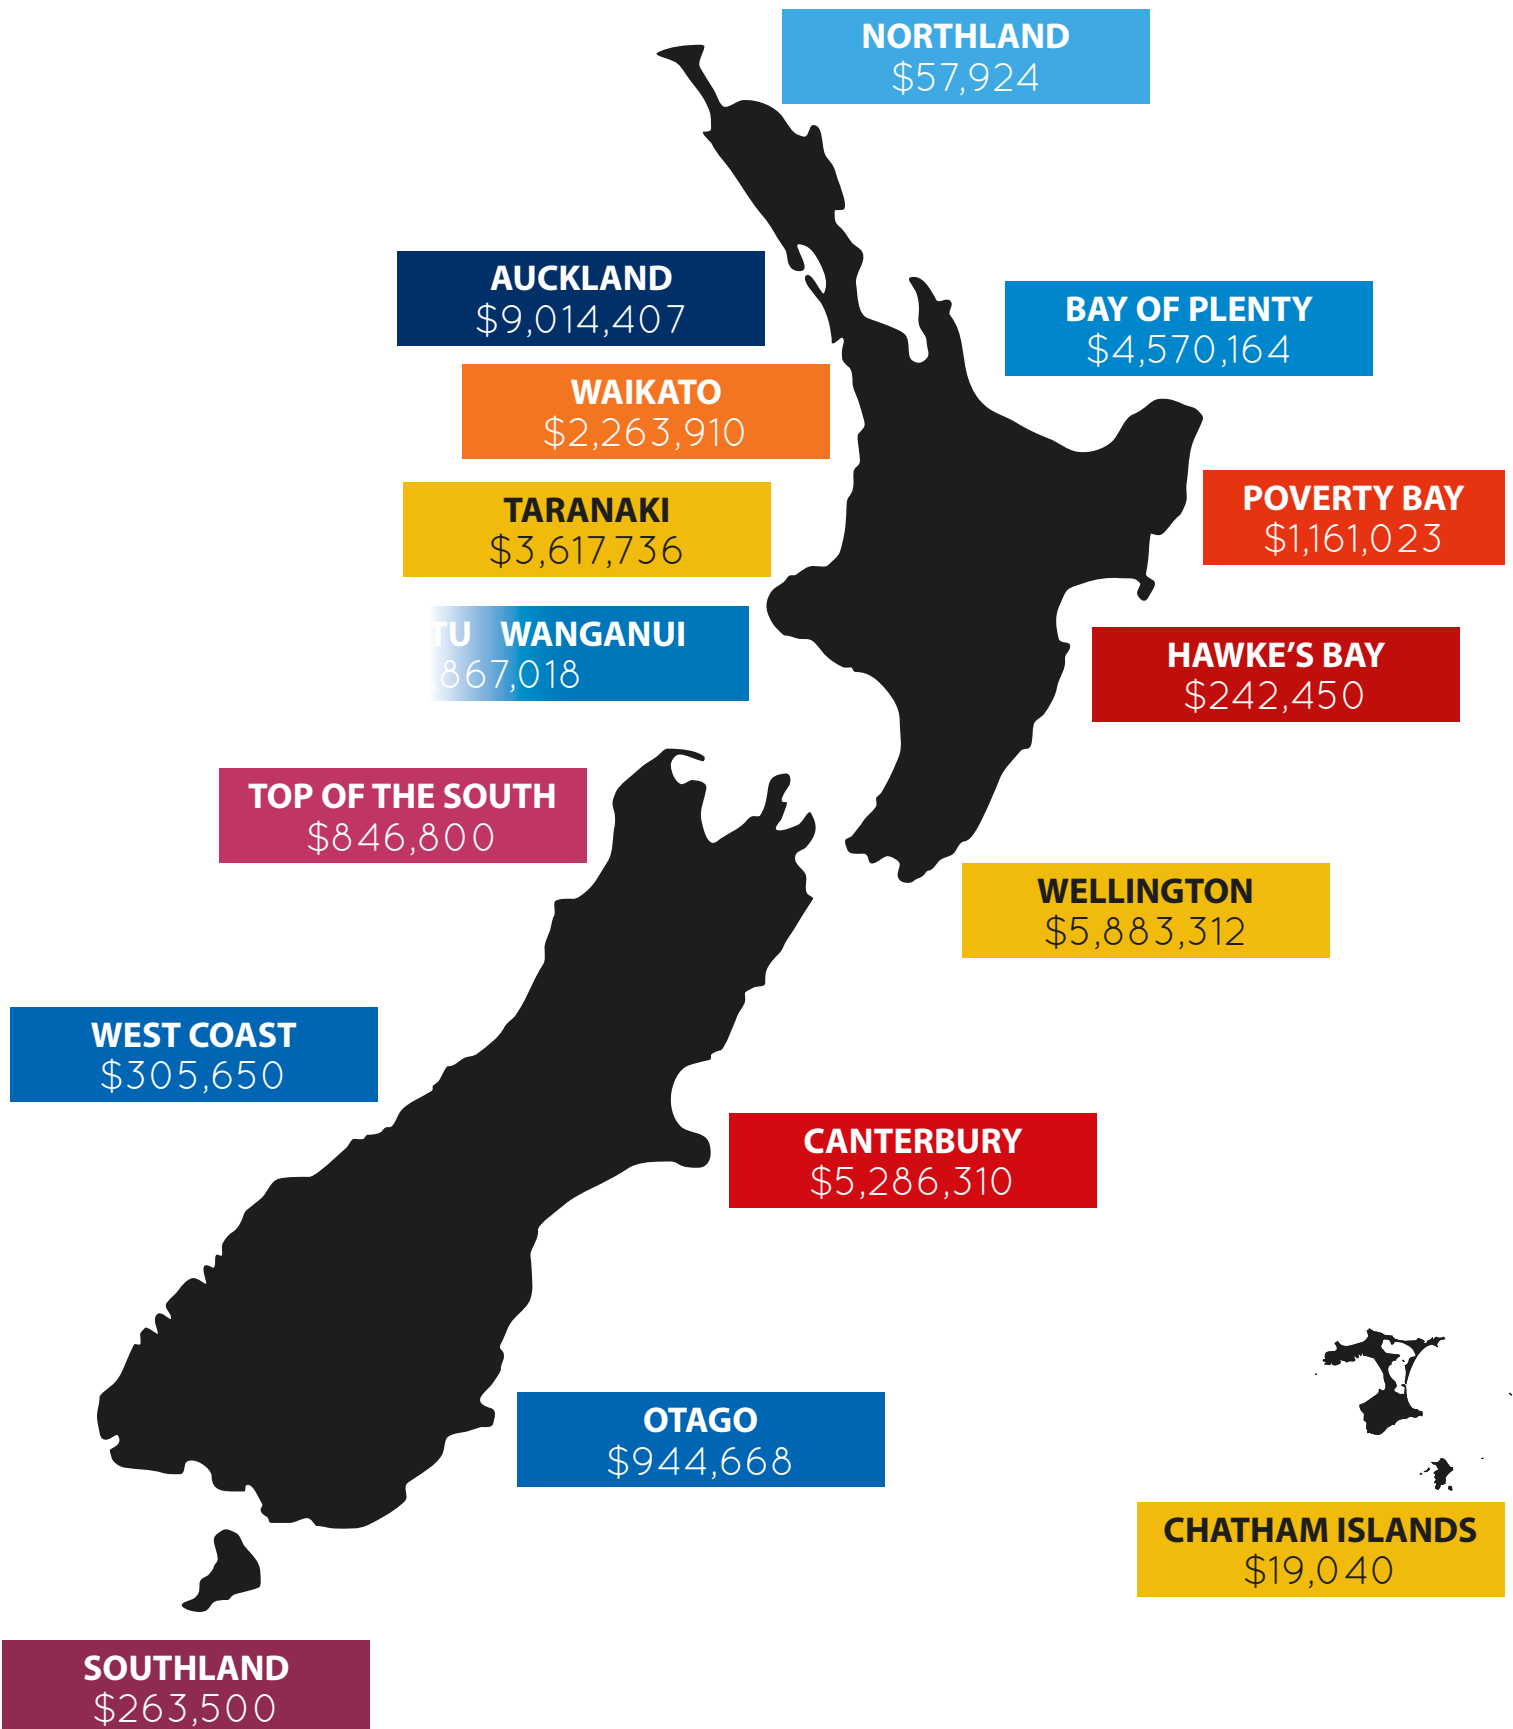 NORTHLAND
$57,924
AUCKLAND
$9,014,407
BAY OF PLENTY
$4,570,164
WAIKATO
$2,263,910
TARANAKI
$3,617,736
POVERTY BAY
$1,161,023
TU WANGANUI
867,018
HAWKE'S BAY
$242,450
TOP OF THE SOUTH
$846,800
WELLINGTON
$5,883,312
WEST COAST
$305,650
CANTERBURY
$5,286,310
OTAGO
$944,668
CHATHAM ISLANDS
$19,040
SOUTHLAND
$263,500